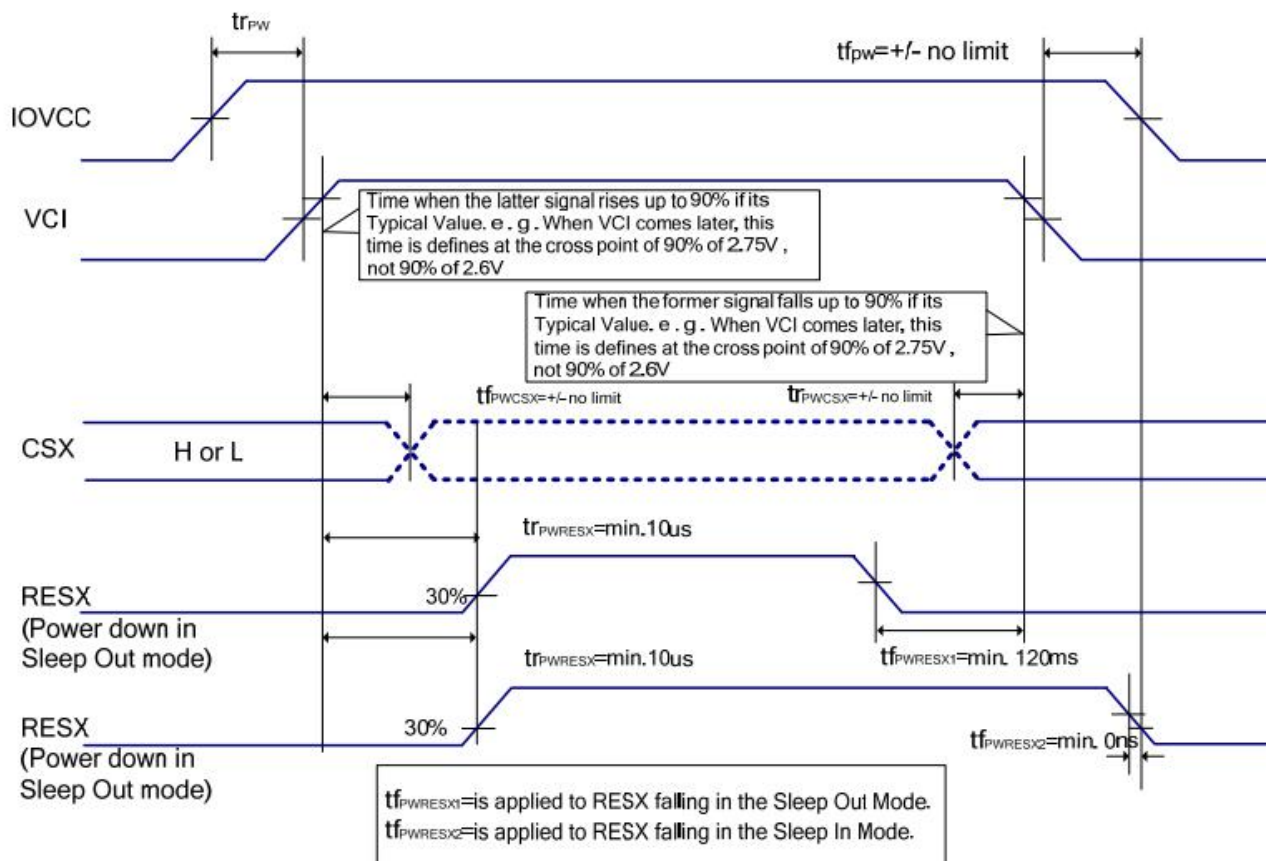 trPW
tfpw=+/- no limit
IOVCC
VCI
Time when the latter signal rises up to 90% if its
Typical Value. e . g . When VCI comes later, this
time is defines at the cross point of 90% of 2.75V ,
not 90% of 2.6V
Time when the former signal falls up to 90% if its
Typical Value. e . g . When VCI comes later, this
time is defines at the cross point of 90% of 2.75V ,
not 90% of 2.6V
tfPWCSX=+/- no limit
trPWCSX=+/- no limit
CSX
H or L
trPWRESX=min.10us
30%
RESX
(Power down in
Sleep Out mode)
tfPWRESX1=min. 120ms
trPWRESX=min.10us
30%
RESX
(Power down in
Sleep Out mode)
tfPWRESX2=min. 0ns
tfPWRESX1=is applied to RESX falling in the Sleep Out Mode.
tfPWRESX2=is applied to RESX falling in the Sleep In Mode.